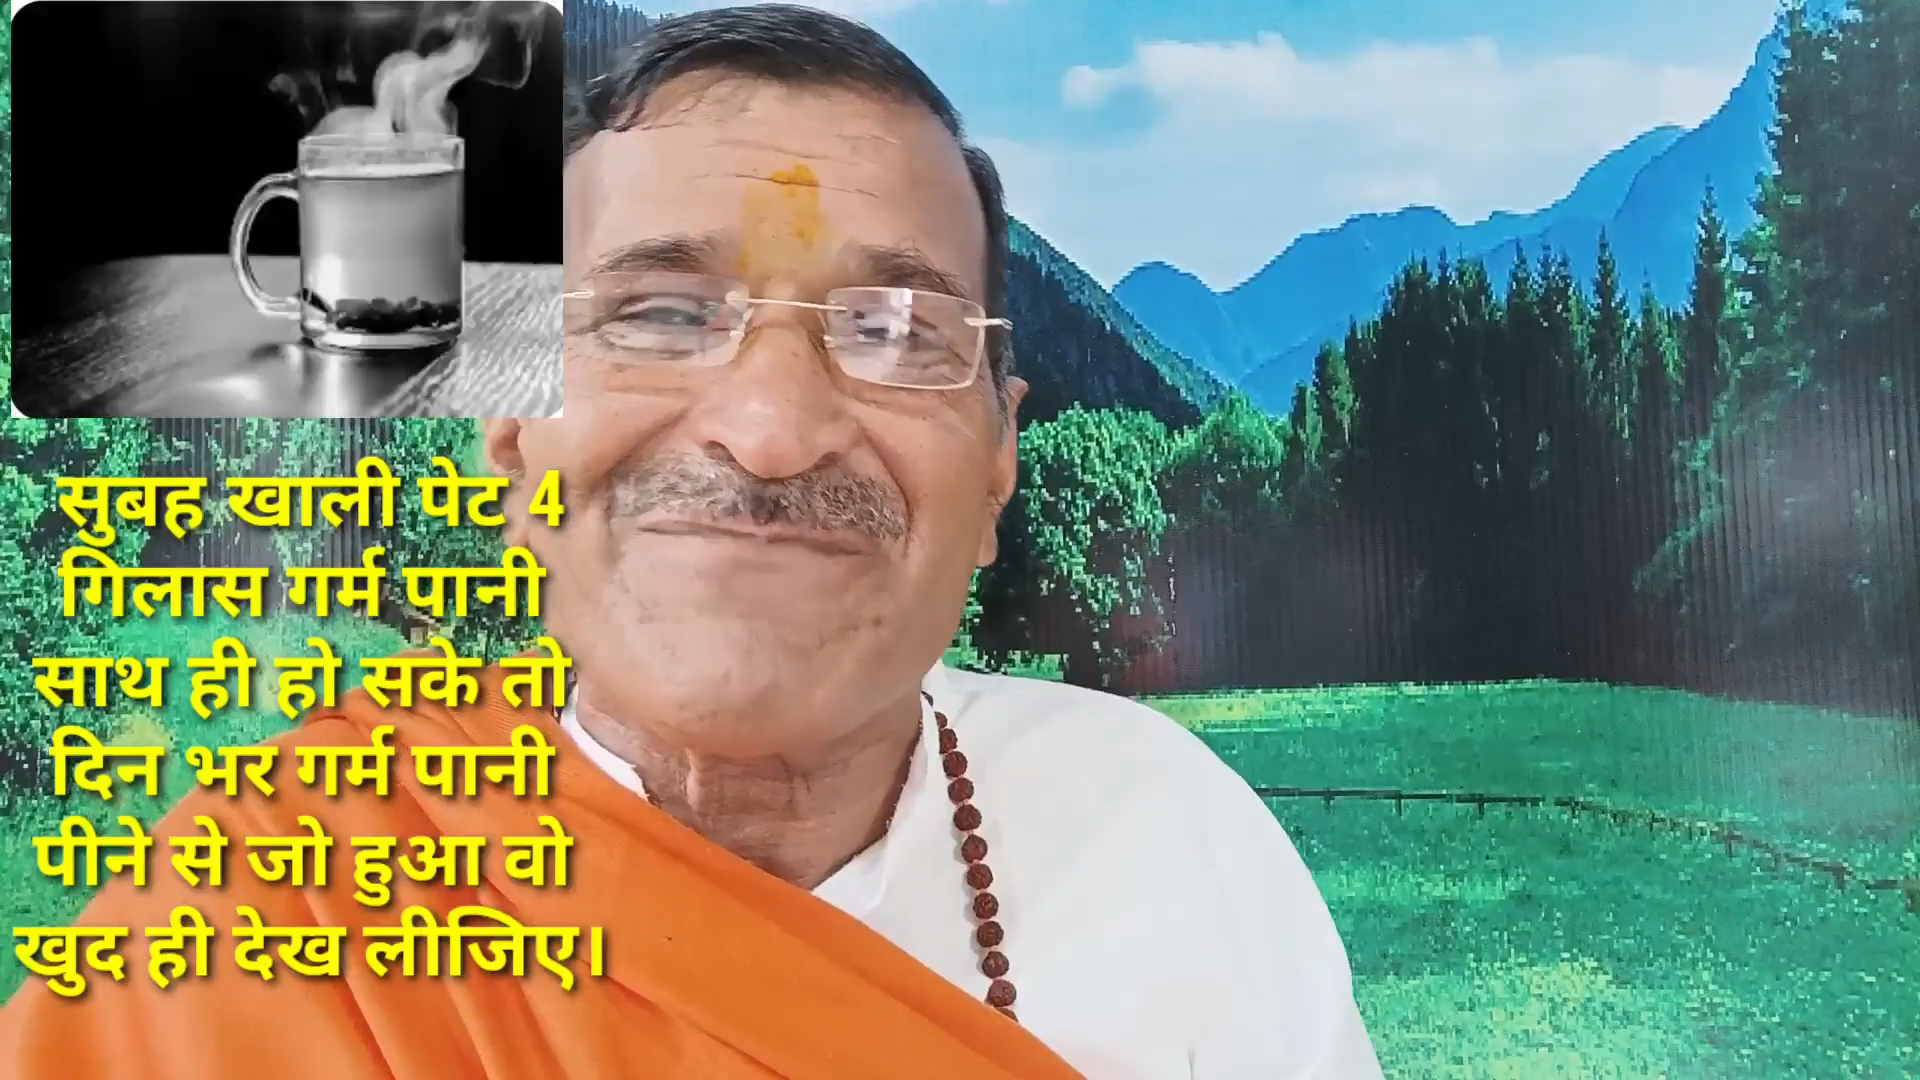 सुबह खाली पेट 4
गिलास गर्म पानी
साथ ही हो सके तो
दिन भर गर्म पानी
पीने से जो हुआ वो
खुद ही देख लीजिए।